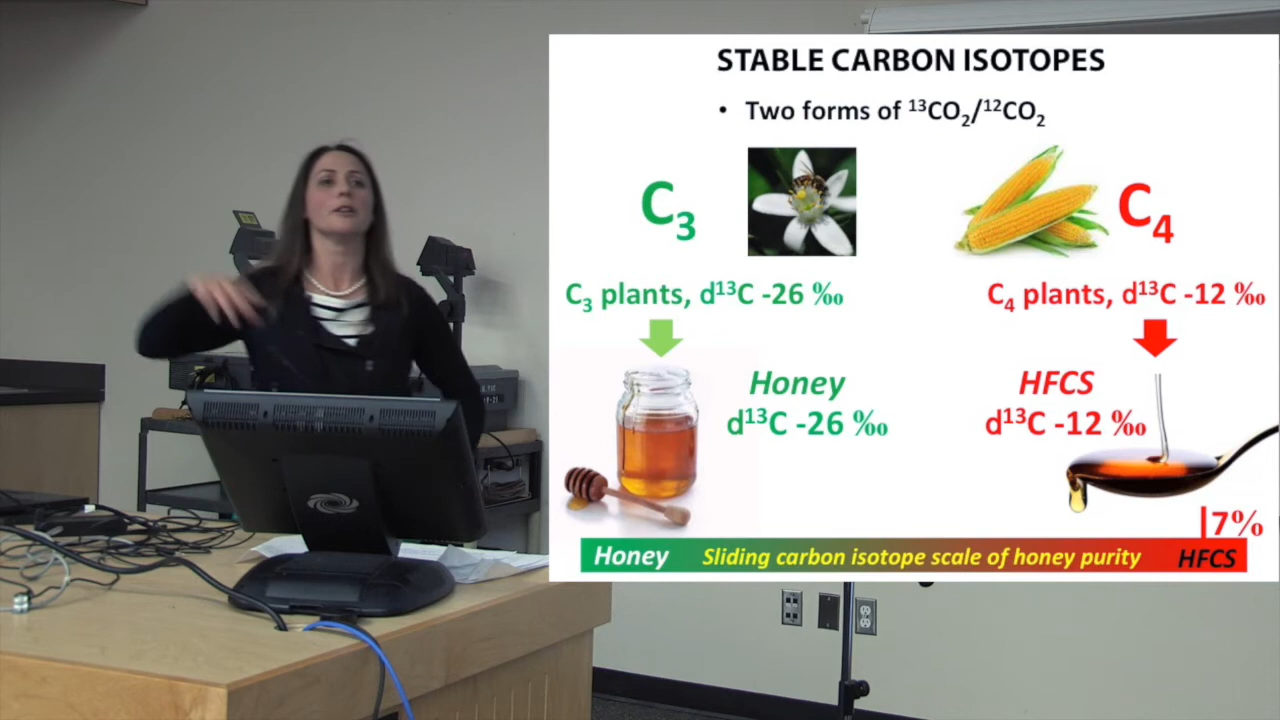 STABLE CARBON ISOTOPES
• Two forms of ¹³CO₂/¹²CO₂
C₃
C₄
C₃ plants, d¹³C -26 ‰
C₄ plants, d¹³C -12 ‰
Honey
d¹³C -26 ‰
HFCS
d¹³C -12 ‰
7%
Honey Sliding carbon isotope scale of honey purity HFCS